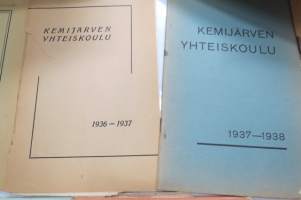 KEMIJÄRVEN
YHTEISKOULU
1936 — 1937
KEMIJÄRVEN
YHTEISKOULU
1937—1938